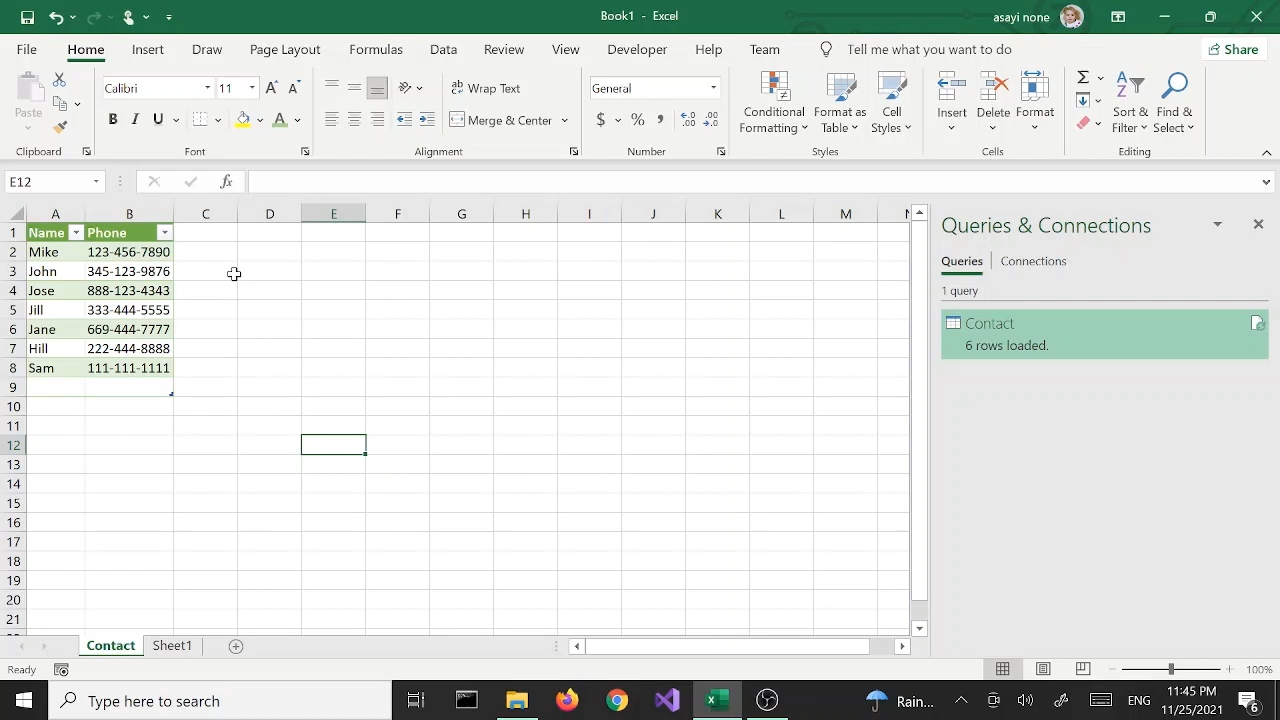 Book1 - Excel
asayi none
File Home Insert Draw Page Layout Formulas Data Review View Developer Help Team Tell me what you want to do Share
Paste
Clipboard
Calibri 11
B I U
Font
Wrap Text
Merge & Center
Alignment
General
$ % ,
Number
Conditional Formatting
Format as Table
Cell Styles
Styles
Insert
Delete
Format
Cells
Sort & Filter
Find & Select
Editing
E12 fx
A B C D E F G H I J K L M N
1 Name Phone
2 Mike 123-456-7890
3 John 345-123-9876
4 Jose 888-123-4343
5 Jill 333-444-5555
6 Jane 669-444-7777
7 Hill 222-444-8888
8 Sam 111-111-1111
9
10
11
12
13
14
15
16
17
18
19
20
21
Queries & Connections
Queries Connections
1 query
Contact
6 rows loaded.
Contact Sheet1
Ready
100%
Type here to search
Rain...
ENG
11:45 PM
11/25/2021
6